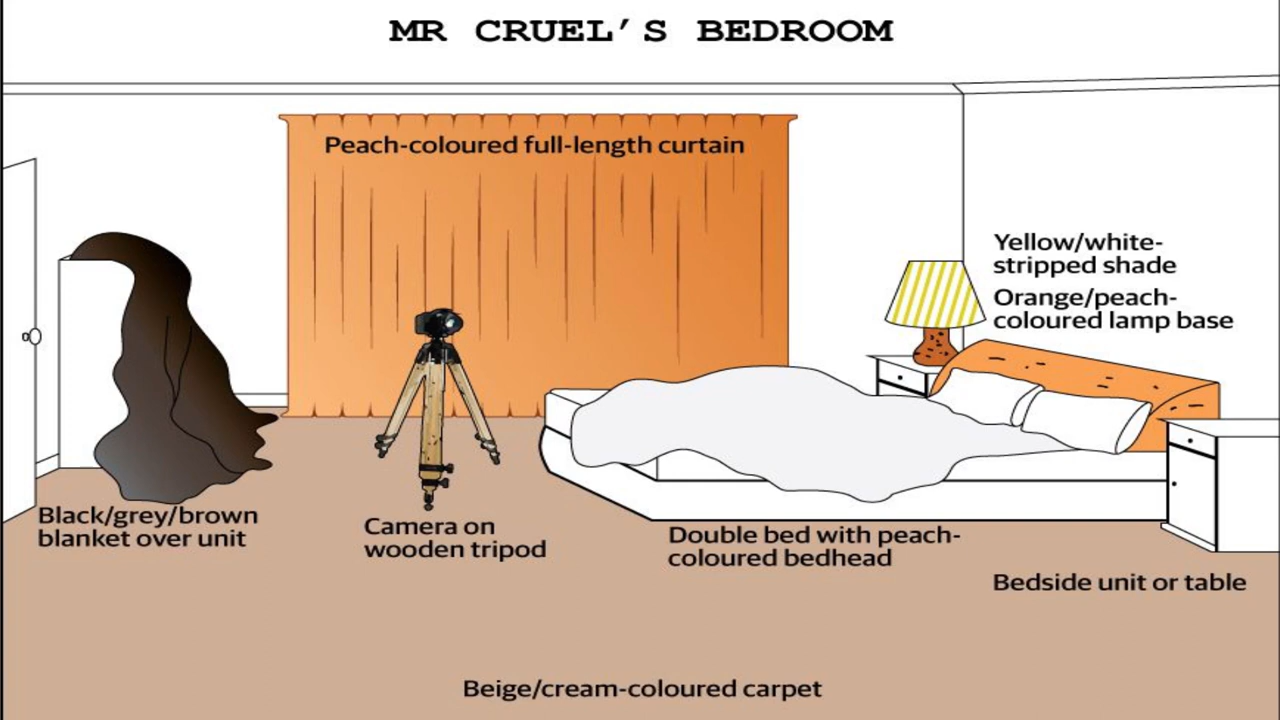 MR CRUEL'S BEDROOM
Peach-coloured full-length curtain
Yellow/white-
stripped shade
Orange/peach-
coloured lamp base
Black/grey/brown
blanket over unit
Camera on
wooden tripod
Double bed with peach-
coloured bedhead
Bedside unit or table
Beige/cream-coloured carpet